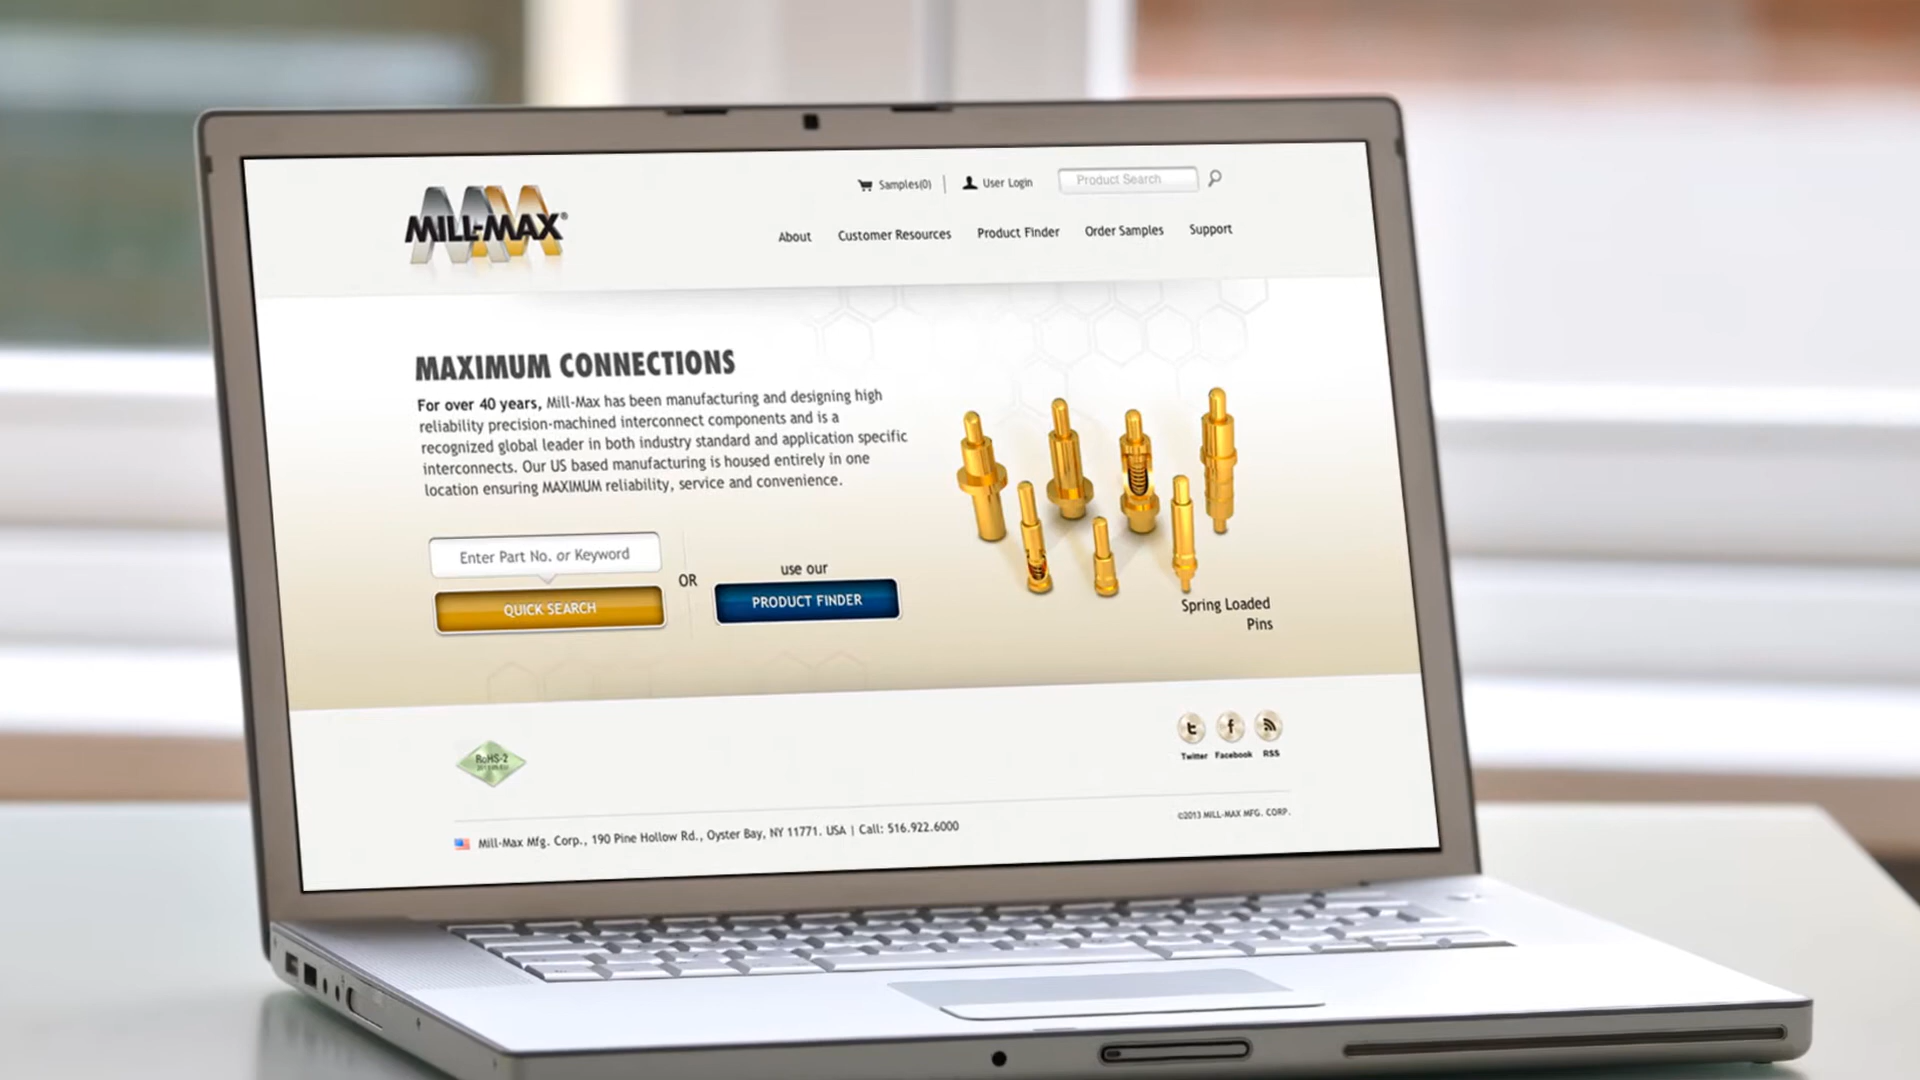 MILL-MAX®
Samples(0)
User Login
Product Search
About
Customer Resources
Product Finder
Order Samples
Support
MAXIMUM CONNECTIONS
For over 40 years, Mill-Max has been manufacturing and designing high
reliability precision-machined interconnect components and is a
recognized global leader in both industry standard and application specific
interconnects. Our US based manufacturing is housed entirely in one
location ensuring MAXIMUM reliability, service and convenience.
Enter Part No. or Keyword
QUICK SEARCH
OR
use our
PRODUCT FINDER
Spring Loaded
Pins
RoHS-2
Twitter
Facebook
RSS
Mill-Max Mfg. Corp., 190 Pine Hollow Rd., Oyster Bay, NY 11771. USA | Call: 516.922.6000
©2013 MILL-MAX MFG. CORP.